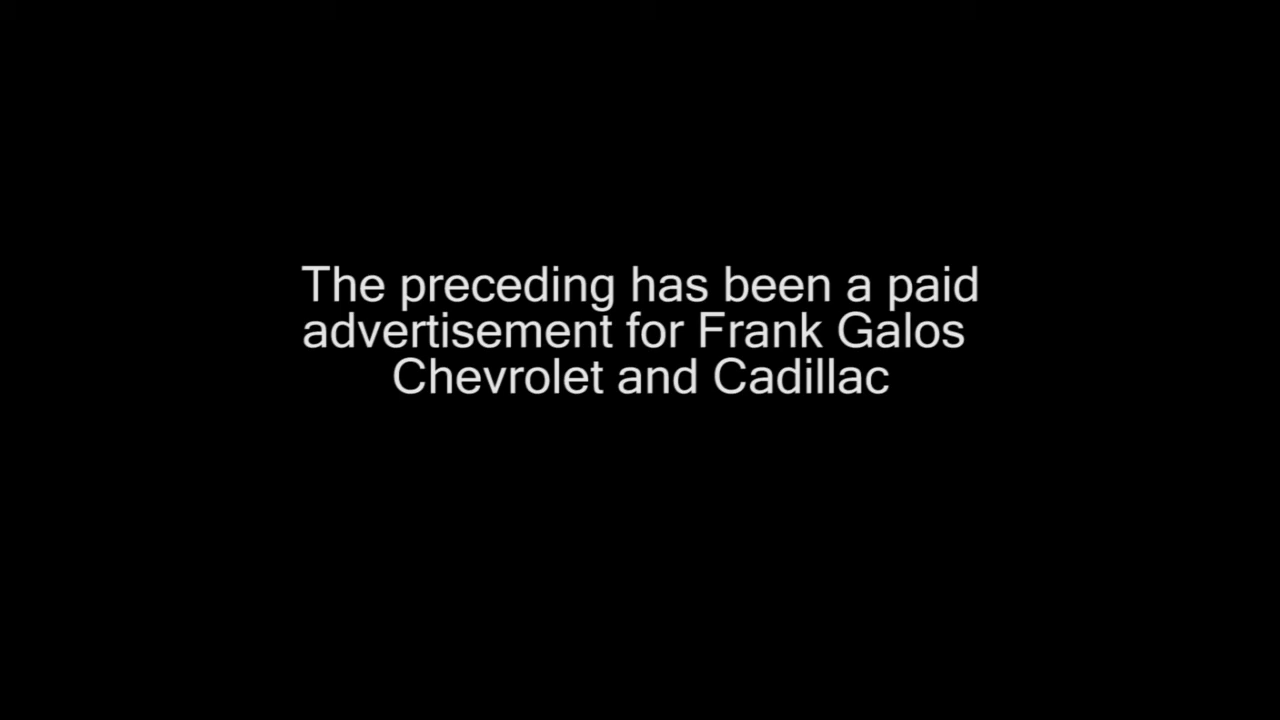 The preceding has been a paid
advertisement for Frank Galos
Chevrolet and Cadillac